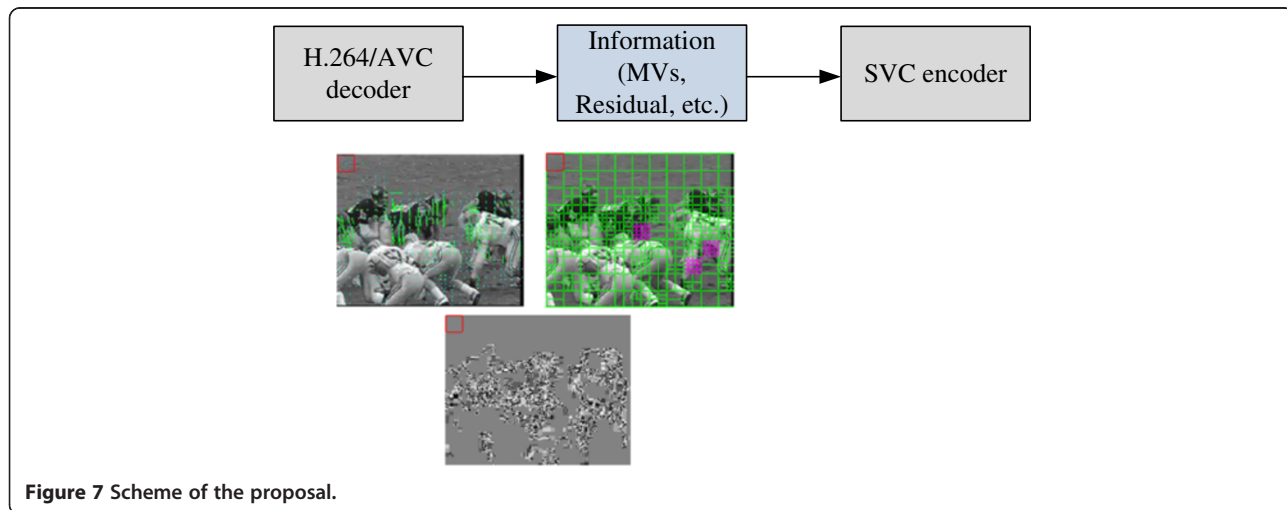 H.264/AVC
decoder
Information
(MVs,
Residual, etc.)
SVC encoder
Figure 7 Scheme of the proposal.